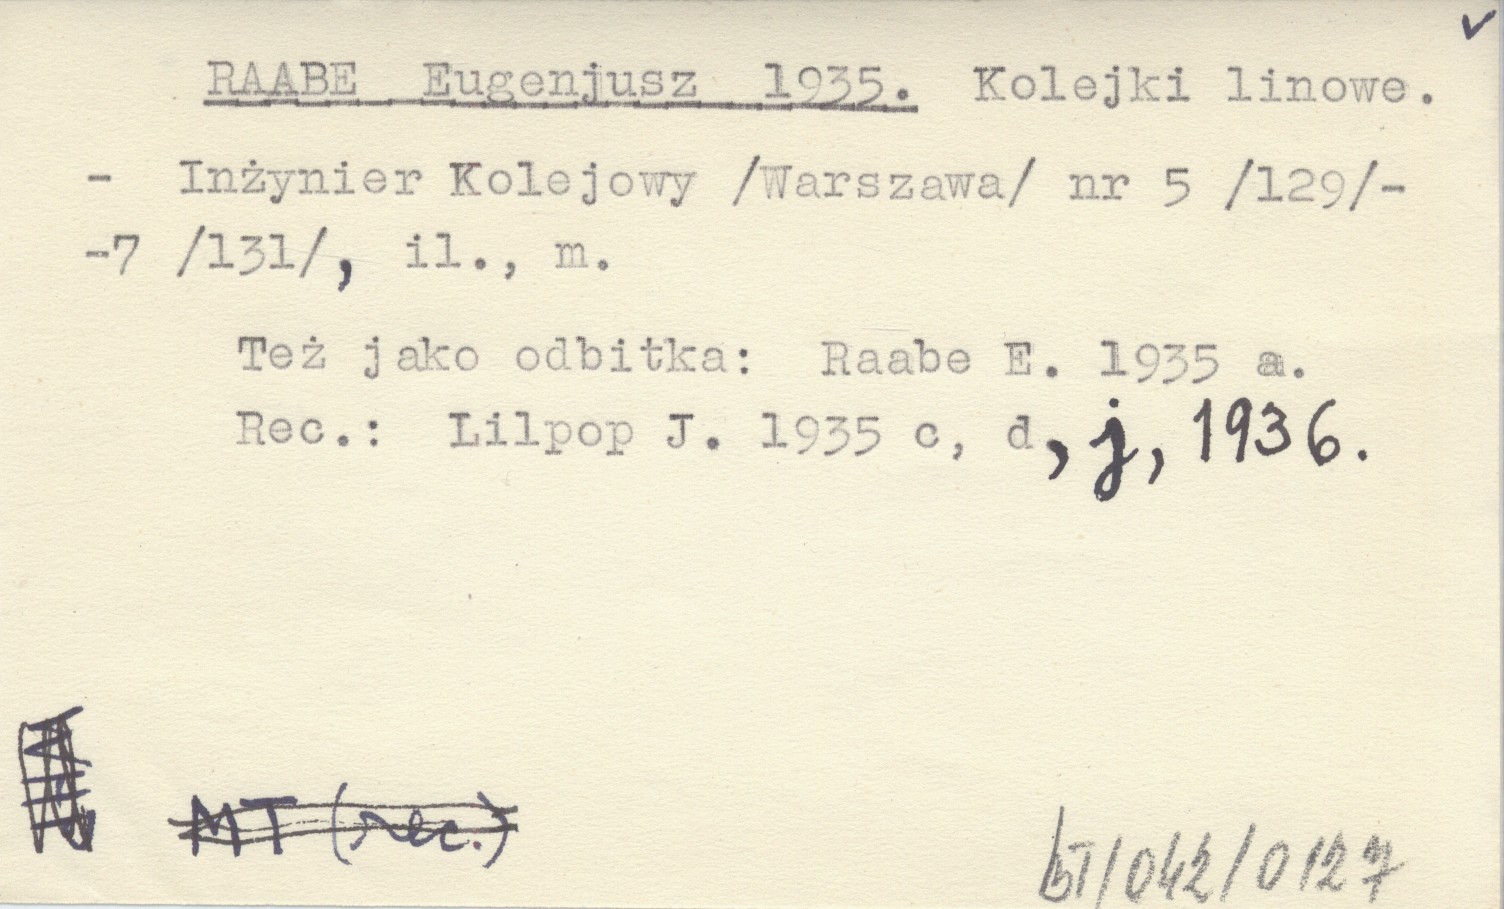 RAABE Eugenjusz 1935. Kolejki linowe.
- Inżynier Kolejowy /Warszawa/ nr 5 /129/-
-7 /131/, il., m.
Też jako odbitka: Raabe E. 1935 a.
Rec.: Lilpop J. 1935 c, d, j, 1936.
MT (rec.)
/042/0127